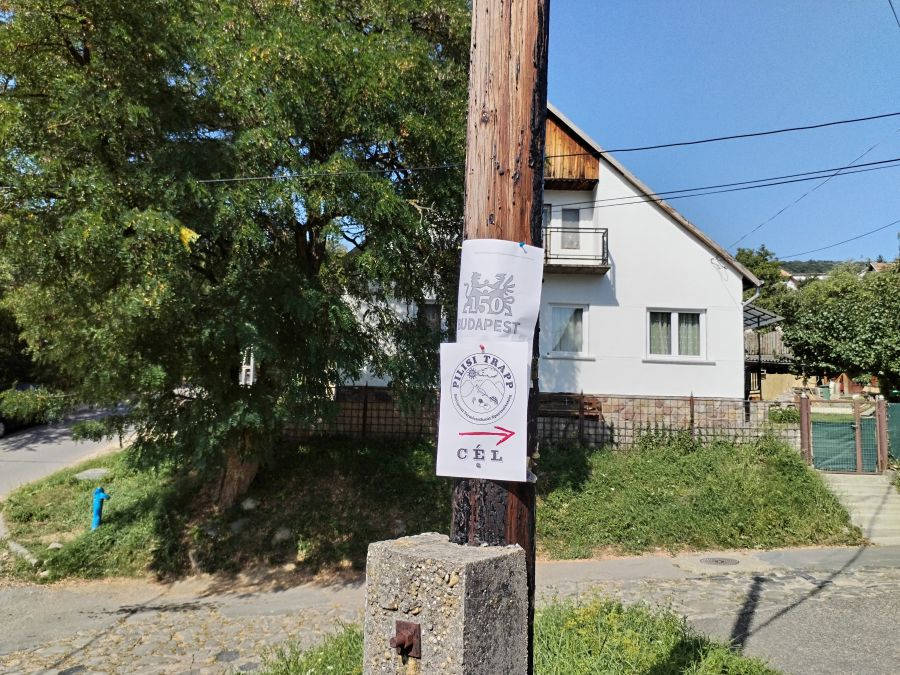 150
BUDAPEST
PILISI TRAPP
CÉL